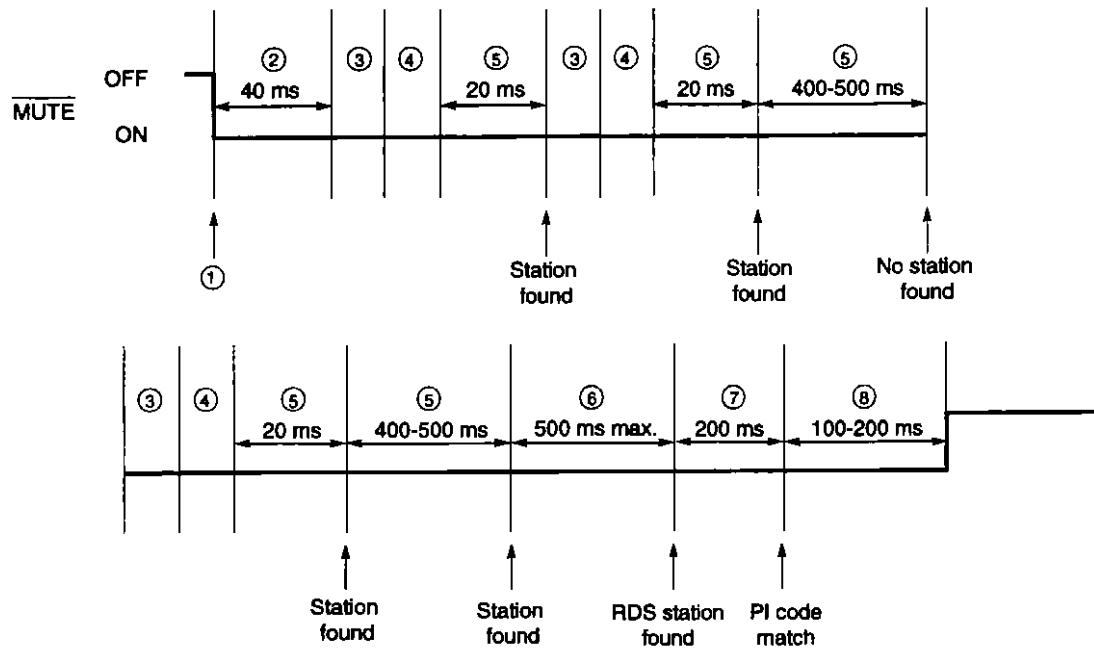 ② ③ ④ ⑤ ③ ④ ⑤ ⑤
OFF
40 ms 20 ms 20 ms 400-500 ms
MUTE
ON
①
Station found
Station found
No station found
③ ④ ⑤ ⑤ ⑥ ⑦ ⑧
20 ms 400-500 ms 500 ms max. 200 ms 100-200 ms
Station found
Station found
RDS station found
PI code match